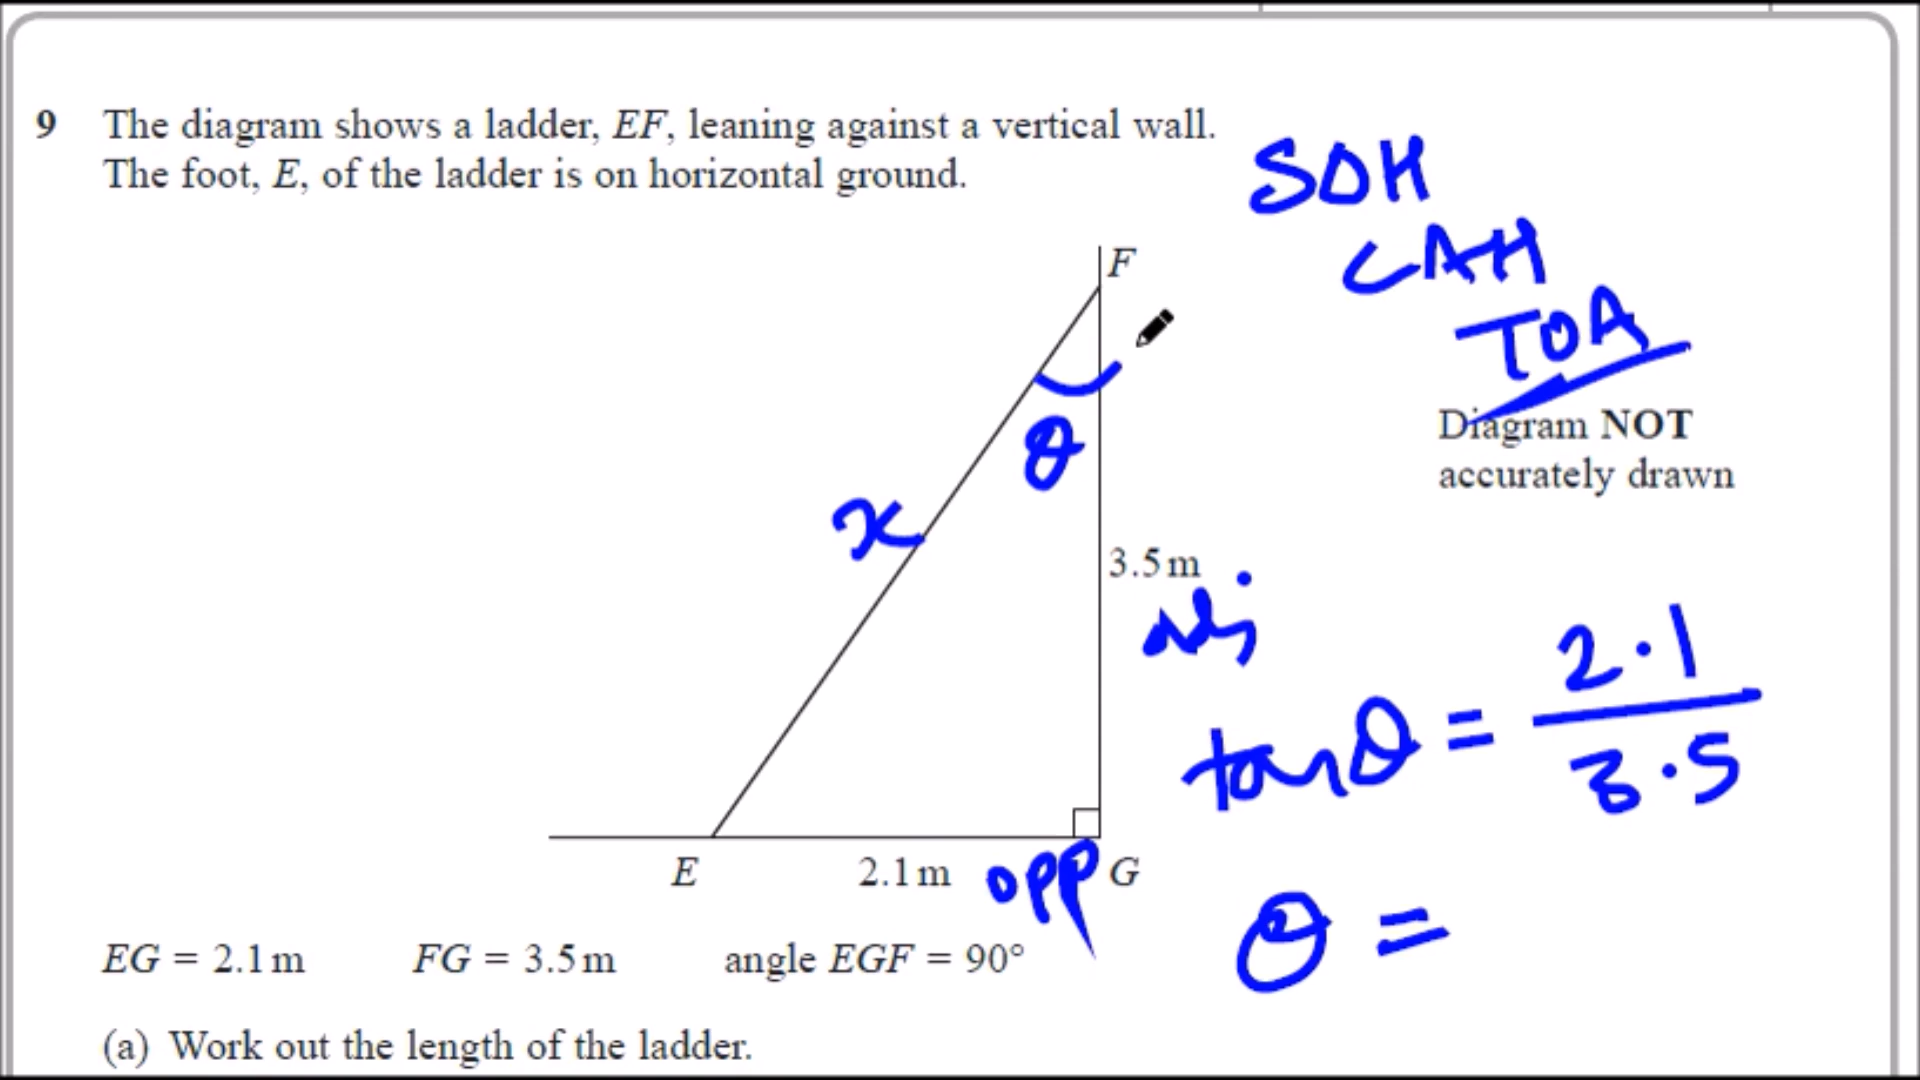 9 The diagram shows a ladder, EF, leaning against a vertical wall.
The foot, E, of the ladder is on horizontal ground.
SOH
CAH
TOA
F
Diagram NOT
accurately drawn
θ
x
3.5 m
adj
tanθ = 2.1 / 3.5
E 2.1 m opp G
θ =
EG = 2.1 m FG = 3.5 m angle EGF = 90°
(a) Work out the length of the ladder.